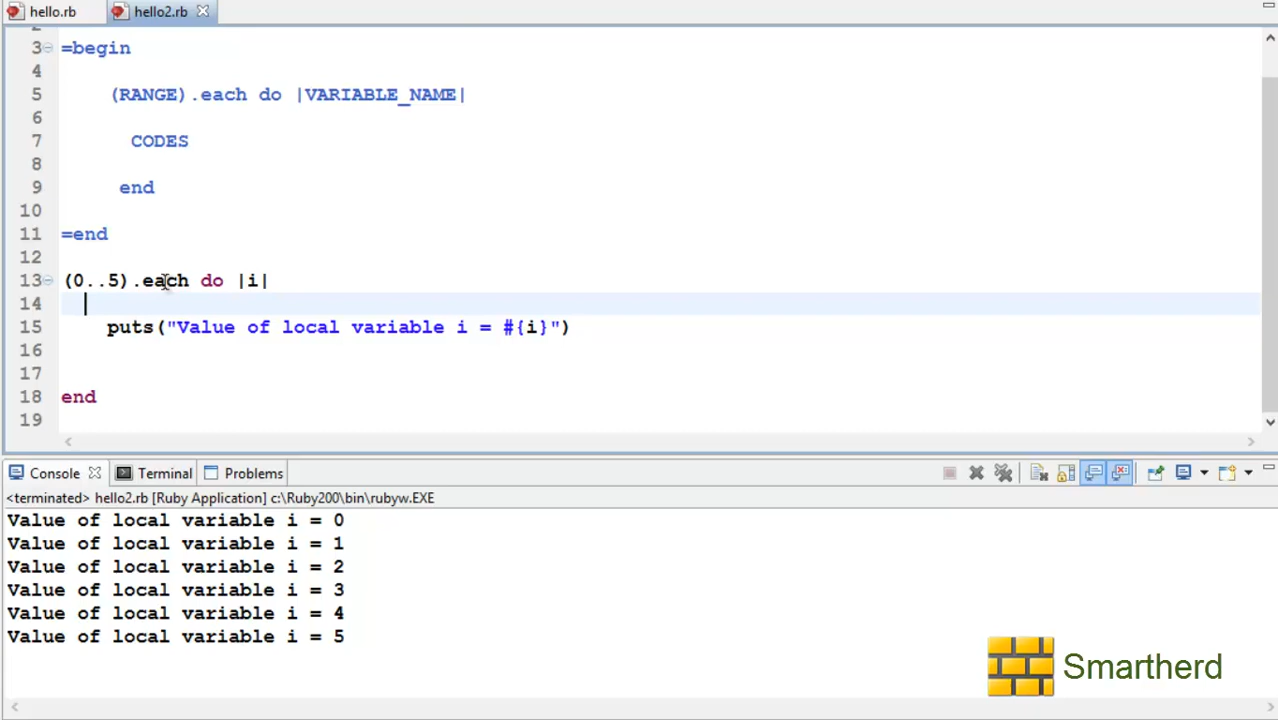 hello.rb hello2.rb
2
3 =begin
4
5 (RANGE).each do |VARIABLE_NAME|
6
7 CODES
8
9 end
10
11 =end
12
13 (0..5).each do |i|
14
15 puts("Value of local variable i = #{i}")
16
17
18 end
19
Console Terminal Problems
<terminated> hello2.rb [Ruby Application] c:\Ruby200\bin\rubyw.EXE
Value of local variable i = 0
Value of local variable i = 1
Value of local variable i = 2
Value of local variable i = 3
Value of local variable i = 4
Value of local variable i = 5
Smartherd